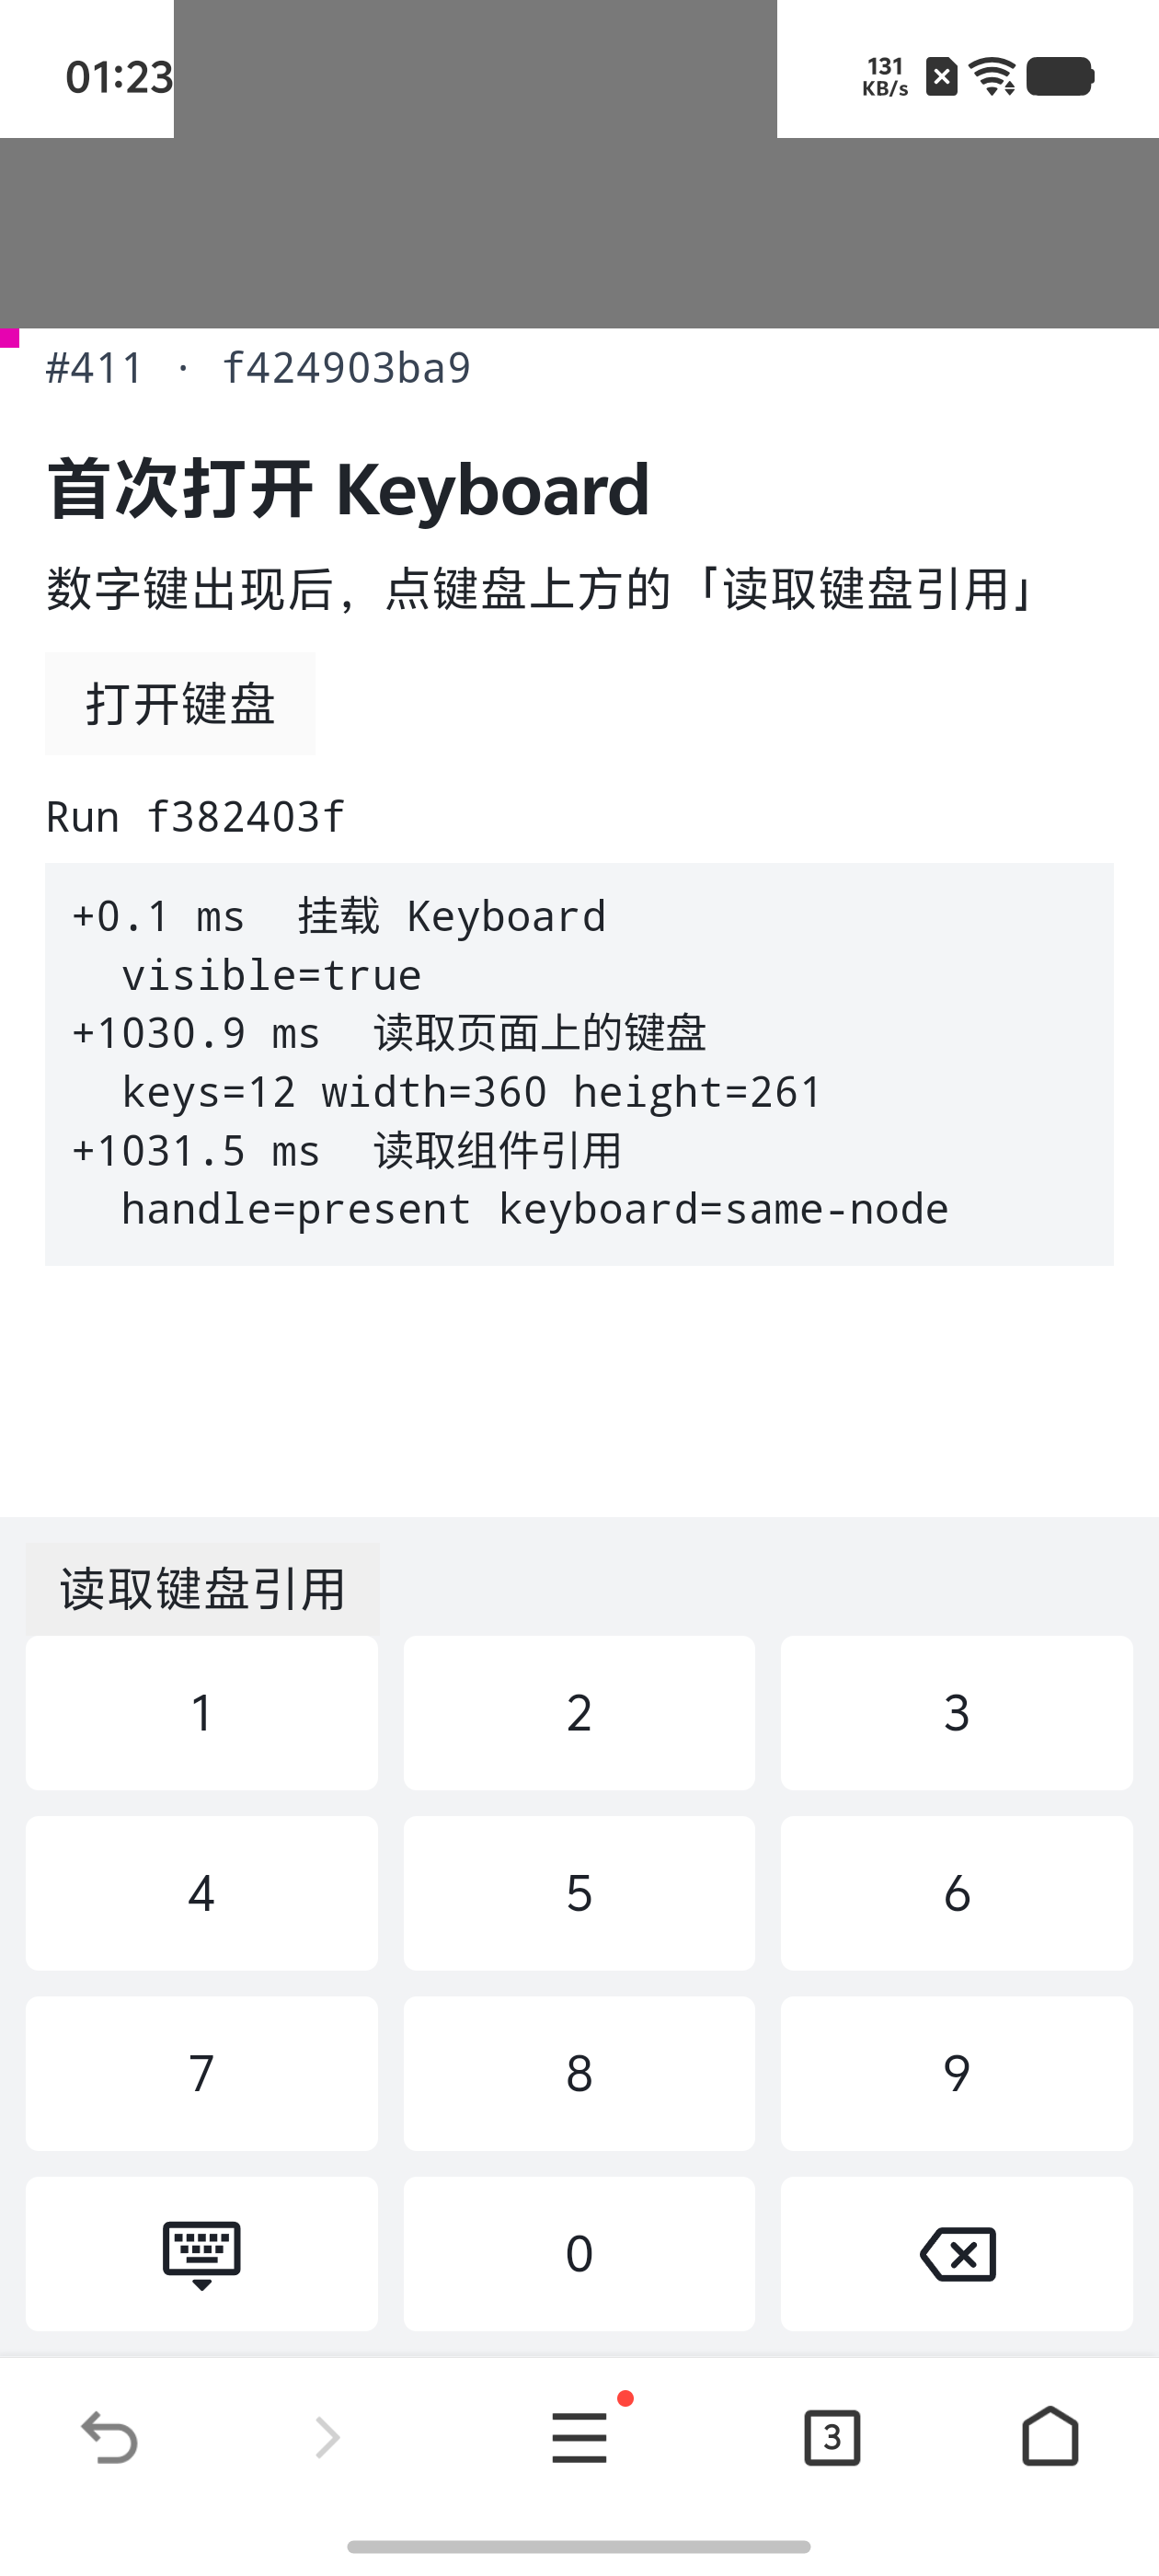 01:23
131
KB/s
#411 · f424903ba9
首次打开 Keyboard
数字键出现后，点键盘上方的「读取键盘引用」
打开键盘
Run f382403f
+0.1 ms  挂载 Keyboard
visible=true
+1030.9 ms  读取页面上的键盘
keys=12 width=360 height=261
+1031.5 ms  读取组件引用
handle=present keyboard=same-node
读取键盘引用
1 2 3
4 5 6
7 8 9
0
3